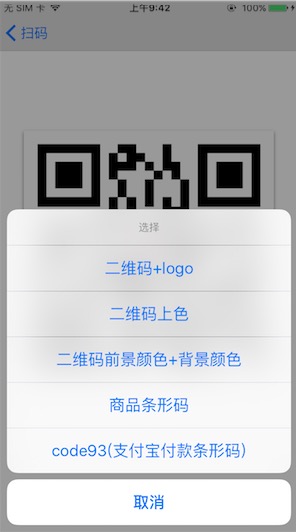 无 SIM 卡 上午9:42 100%
扫码
选择
二维码+logo
二维码上色
二维码前景颜色+背景颜色
商品条形码
code93(支付宝付款条形码)
取消